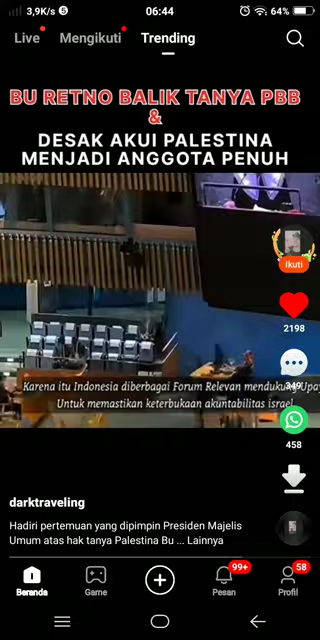 3,9K/s 5 06:44 64%
Live Mengikuti Trending
BU RETNO BALIK TANYA PBB
&
DESAK AKUI PALESTINA
MENJADI ANGGOTA PENUH
Ikuti
2198
Karena itu Indonesia diberbagai Forum Relevan mendukung Upay
349
Untuk memastikan keterbukaan akuntabilitas israel
458
darktraveling
Hadiri pertemuan yang dipimpin Presiden Majelis
Umum atas hak tanya Palestina Bu ... Lainnya
99+ 58
Beranda Game Pesan Profil